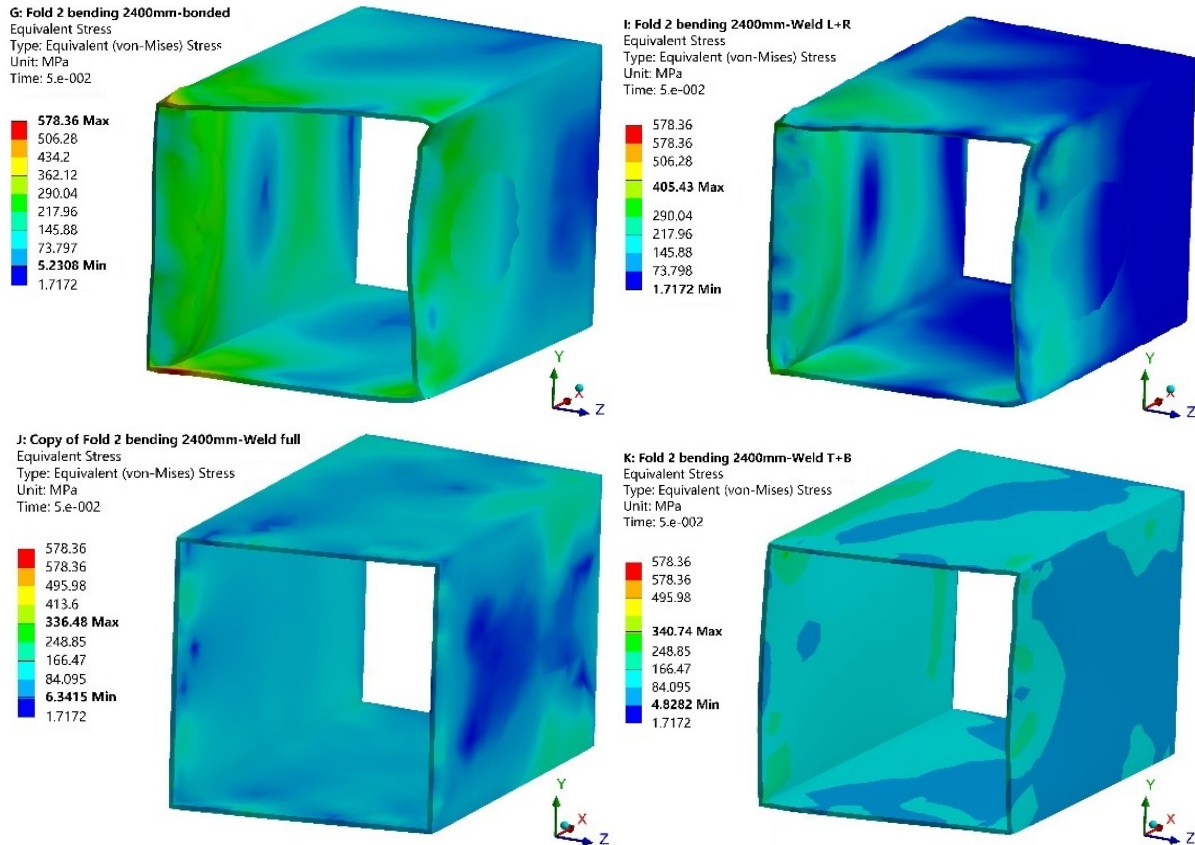 G: Fold 2 bending 2400mm-bonded
Equivalent Stress
Type: Equivalent (von-Mises) Stress
Unit: MPa
Time: 5.e-002
578.36 Max
506.28
434.2
362.12
290.04
217.96
145.88
73.797
5.2308 Min
1.7172
Y
X
Z
I: Fold 2 bending 2400mm-Weld L+R
Equivalent Stress
Type: Equivalent (von-Mises) Stress
Unit: MPa
Time: 5.e-002
578.36
578.36
506.28
405.43 Max
290.04
217.96
145.88
73.798
1.7172 Min
Y
X
Z
J: Copy of Fold 2 bending 2400mm-Weld full
Equivalent Stress
Type: Equivalent (von-Mises) Stress
Unit: MPa
Time: 5.e-002
578.36
578.36
495.98
413.6
336.48 Max
248.85
166.47
84.095
6.3415 Min
1.7172
Y
X
Z
K: Fold 2 bending 2400mm-Weld T+B
Equivalent Stress
Type: Equivalent (von-Mises) Stress
Unit: MPa
Time: 5.e-002
578.36
578.36
495.98
340.74 Max
248.85
166.47
84.095
4.8282 Min
1.7172
Y
X
Z